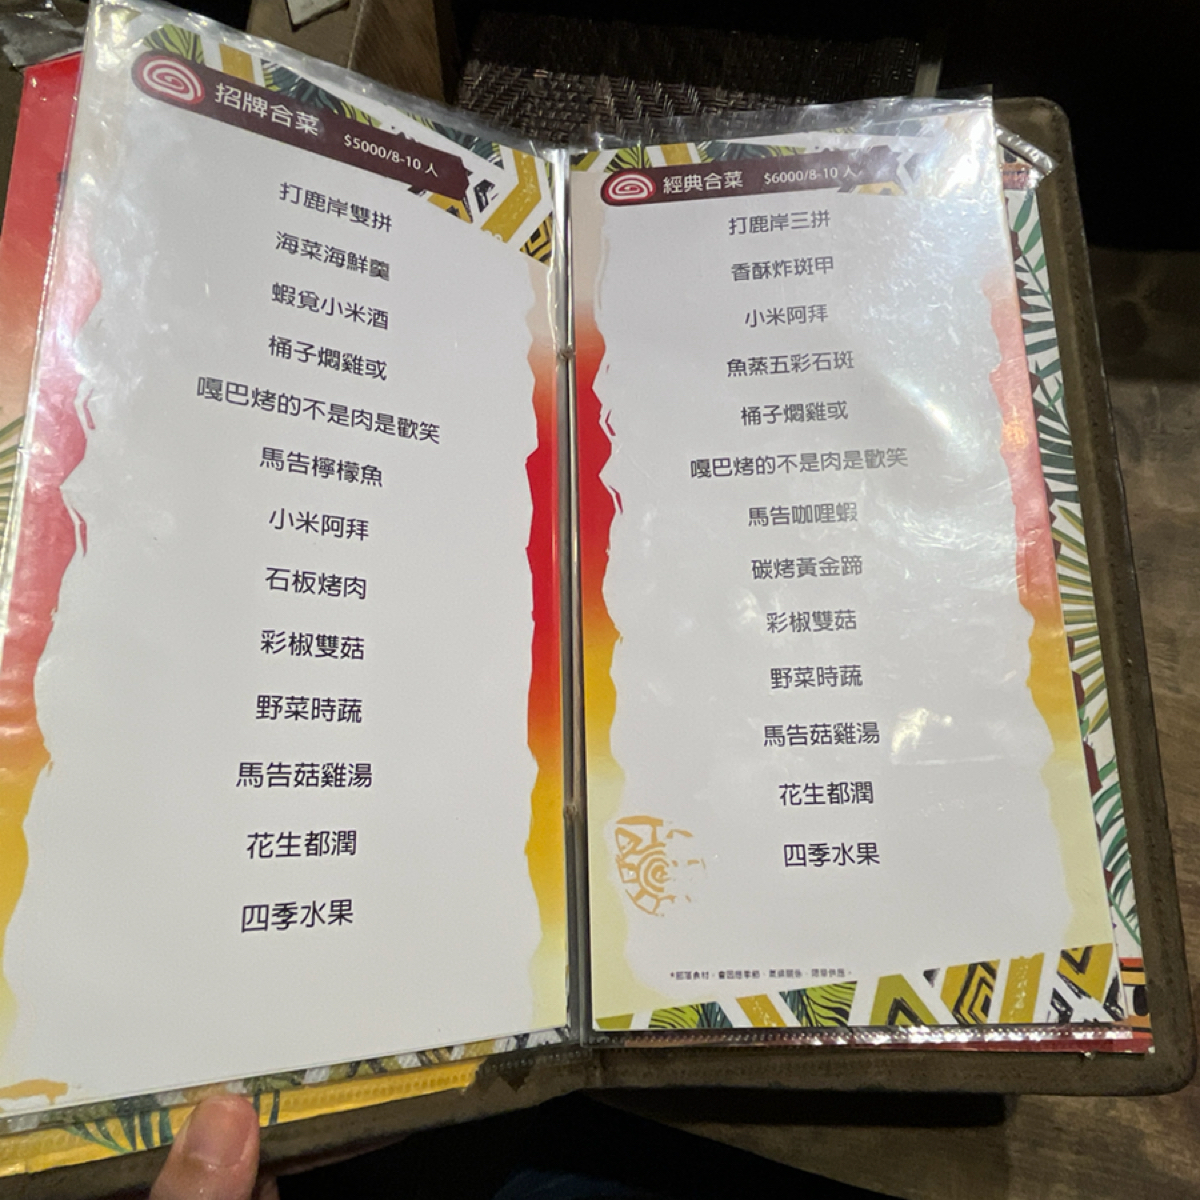 招牌合菜 $5000/8-10 人
打鹿岸雙拼
海菜海鮮羹
蝦覓小米酒
桶子燜雞或
嘎巴烤的不是肉是歡笑
馬告檸檬魚
小米阿拜
石板烤肉
彩椒雙菇
野菜時蔬
馬告菇雞湯
花生都潤
四季水果
經典合菜 $6000/8-10 人
打鹿岸三拼
香酥炸斑甲
小米阿拜
魚蒸五彩石斑
桶子燜雞或
嘎巴烤的不是肉是歡笑
馬告咖哩蝦
碳烤黃金蹄
彩椒雙菇
野菜時蔬
馬告菇雞湯
花生都潤
四季水果